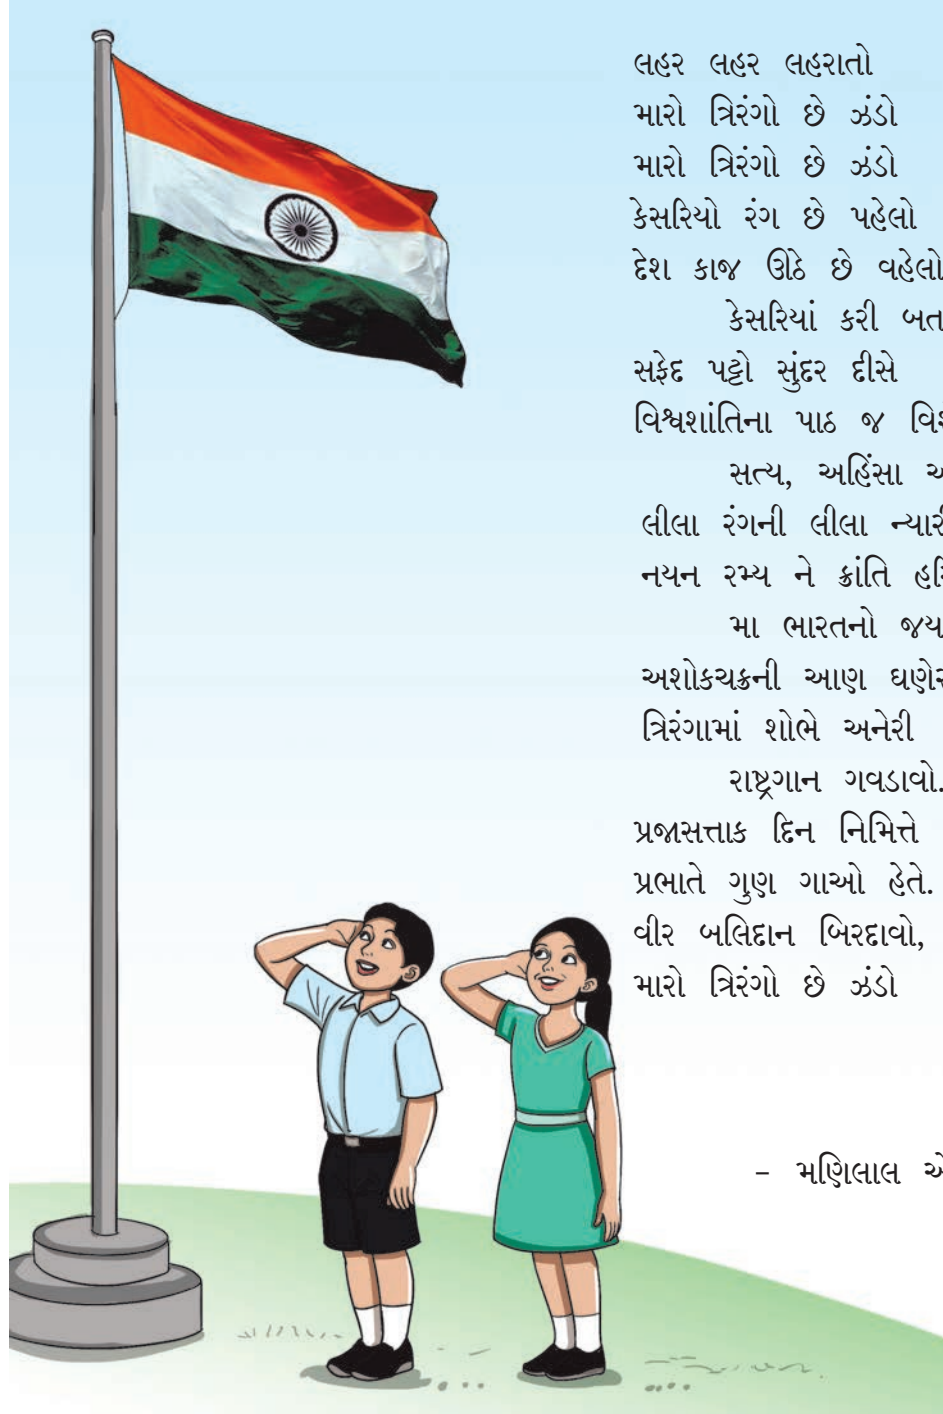 લહર લહર લહરાતો
મારો ત્રિરંગો છે ઝંડો
મારો ત્રિરંગો છે ઝંડો
કેસરિયો રંગ છે પહેલો
દેશ કાજ ઊઠે છે વહેલો
કેસરિયાં કરી
સફેદ પટ્ટો સુંદર દીસે
વિશ્વશાંતિના પાઠ જ
સત્ય, અહિંસા
લીલા રંગની લીલા ન્યારી
નયન રમ્ય ને ક્રાંતિ
મા ભારતનો જય
અશોકચક્રની આણ
ત્રિરંગામાં શોભે અનેરી
રાષ્ટ્રગાન ગવડાવો.
પ્રજાસત્તાક દિન નિમિત્તે
પ્રભાતે ગુણ ગાઓ હેતે.
વીર બલિદાન બિરદાવો,
મારો ત્રિરંગો છે ઝંડો
– મણિલાલ